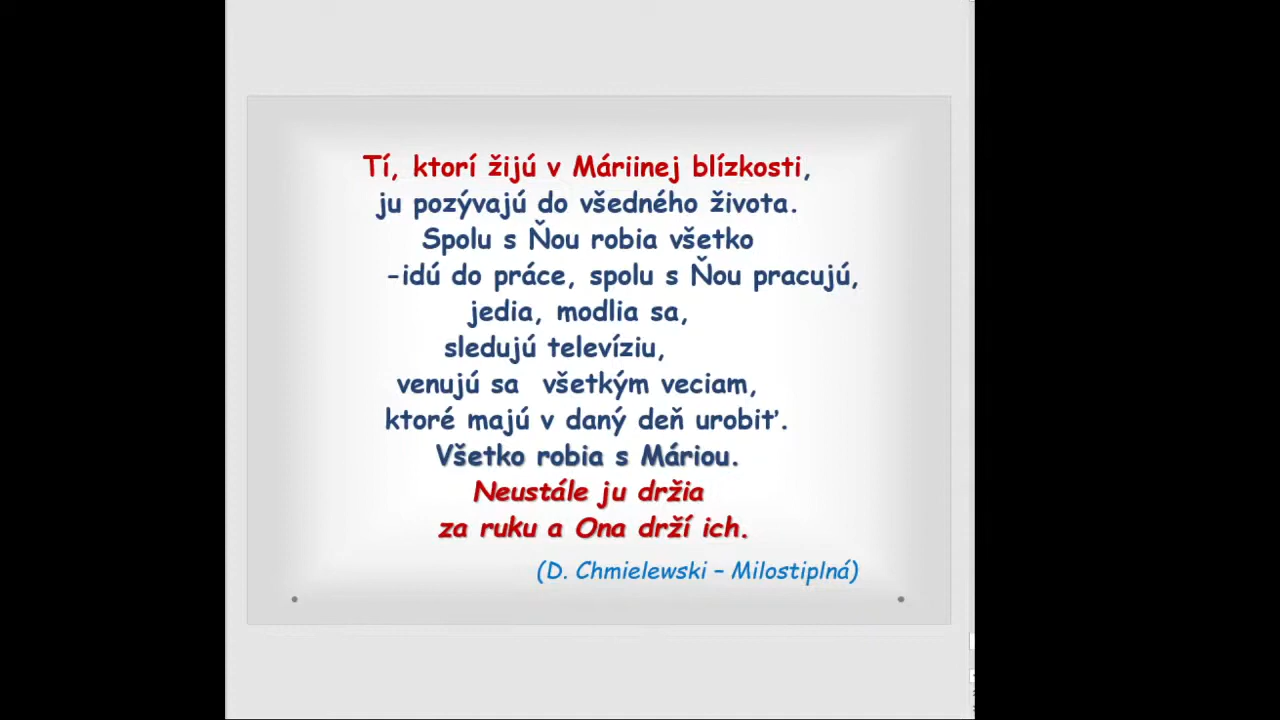 Tí, ktorí žijú v Máriinej blízkosti,
ju pozývajú do všedného života.
Spolu s Ňou robia všetko
-idú do práce, spolu s Ňou pracujú,
jedia, modlia sa,
sledujú televíziu,
venujú sa všetkým veciam,
ktoré majú v daný deň urobiť.
Všetko robia s Máriou.
Neustále ju držia
za ruku a Ona drží ich.
(D. Chmielewski – Milostiplná)